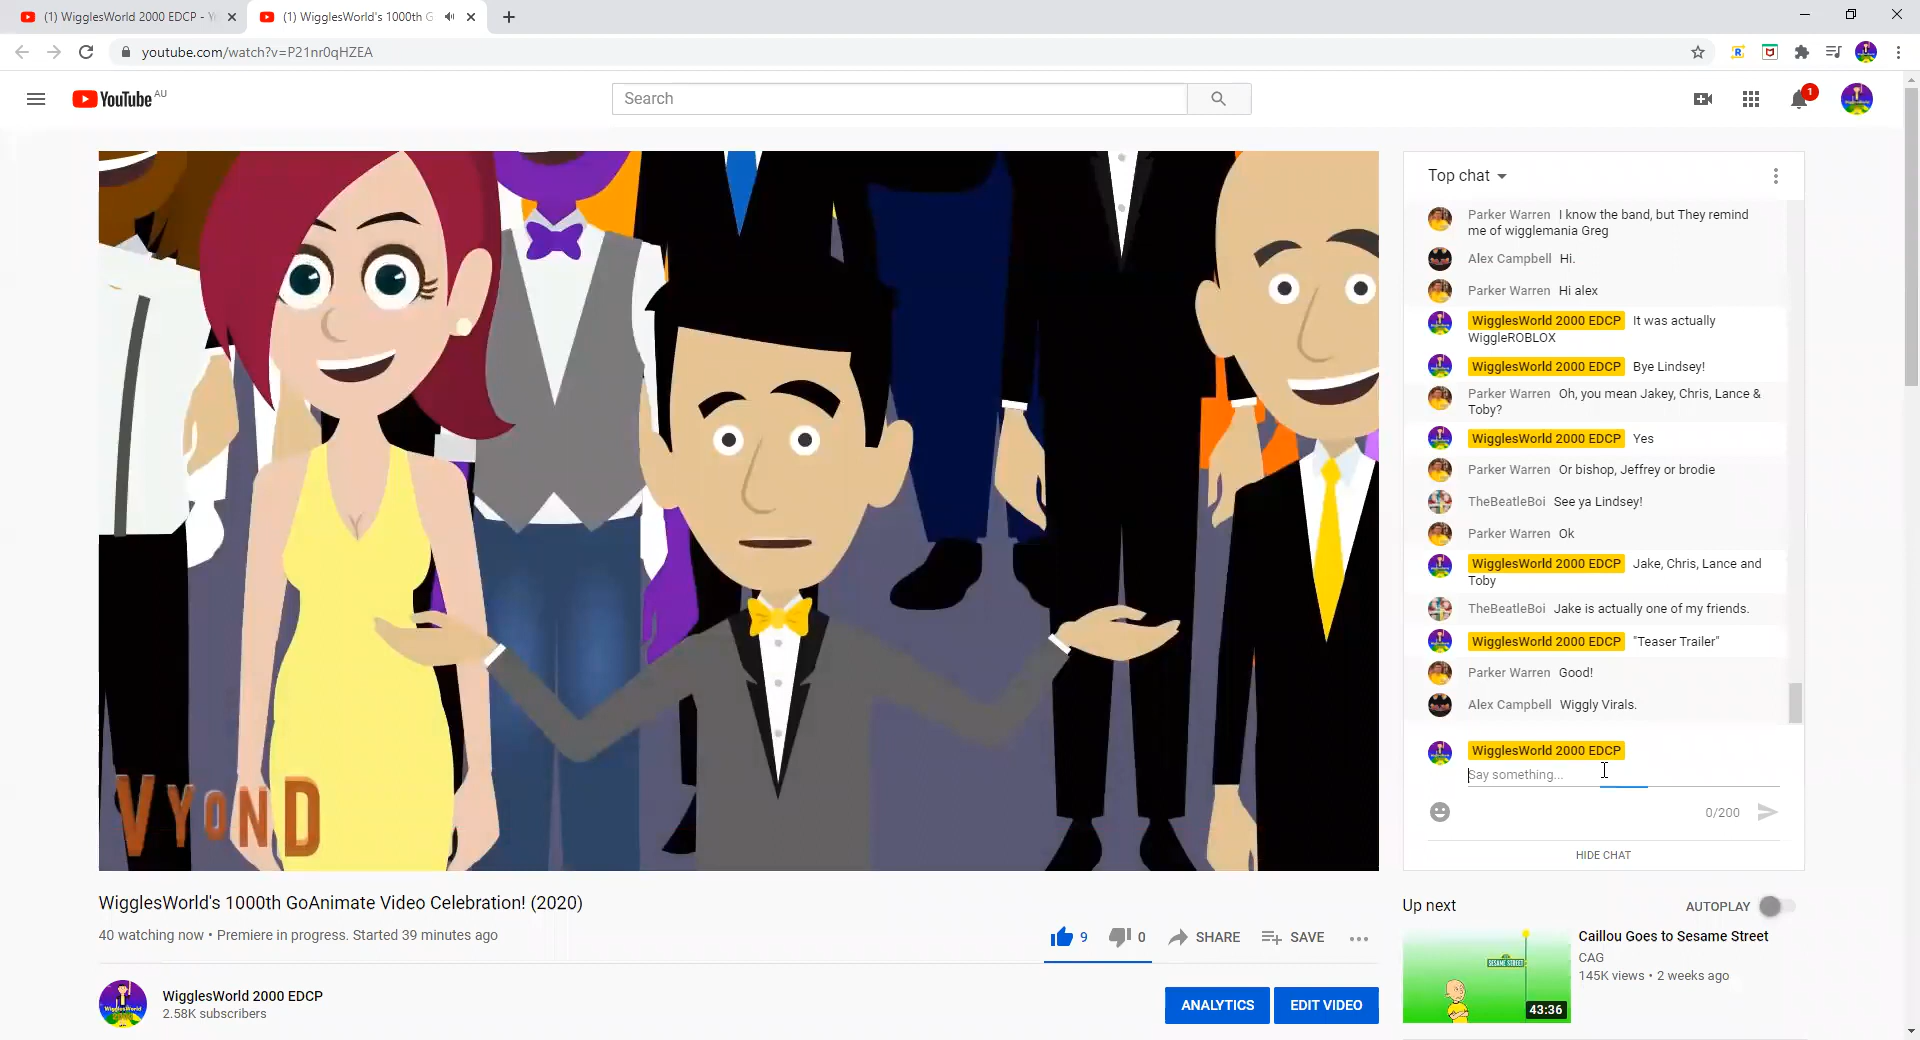 (1) WigglesWorld 2000 EDCP - Y
(1) WigglesWorld's 1000th G
youtube.com/watch?v=P21nr0qHZEA
YouTube AU
Search
1
Top chat
Parker Warren I know the band, but They remind
me of wigglemania Greg
Alex Campbell Hi.
Parker Warren Hi alex
WigglesWorld 2000 EDCP It was actually
WiggleROBLOX
WigglesWorld 2000 EDCP Bye Lindsey!
Parker Warren Oh, you mean Jakey, Chris, Lance &
Toby?
WigglesWorld 2000 EDCP Yes
Parker Warren Or bishop, Jeffrey or brodie
TheBeatleBoi See ya Lindsey!
Parker Warren Ok
WigglesWorld 2000 EDCP Jake, Chris, Lance and
Toby
TheBeatleBoi Jake is actually one of my friends.
WigglesWorld 2000 EDCP "Teaser Trailer"
Parker Warren Good!
Alex Campbell Wiggly Virals.
WigglesWorld 2000 EDCP
Say something...
0/200
HIDE CHAT
VYOND
WigglesWorld's 1000th GoAnimate Video Celebration! (2020)
40 watching now • Premiere in progress. Started 39 minutes ago
9
0
SHARE
SAVE
WigglesWorld 2000 EDCP
2.58K subscribers
ANALYTICS
EDIT VIDEO
Up next
AUTOPLAY
SESAME STREET
43:36
Caillou Goes to Sesame Street
CAG
145K views • 2 weeks ago